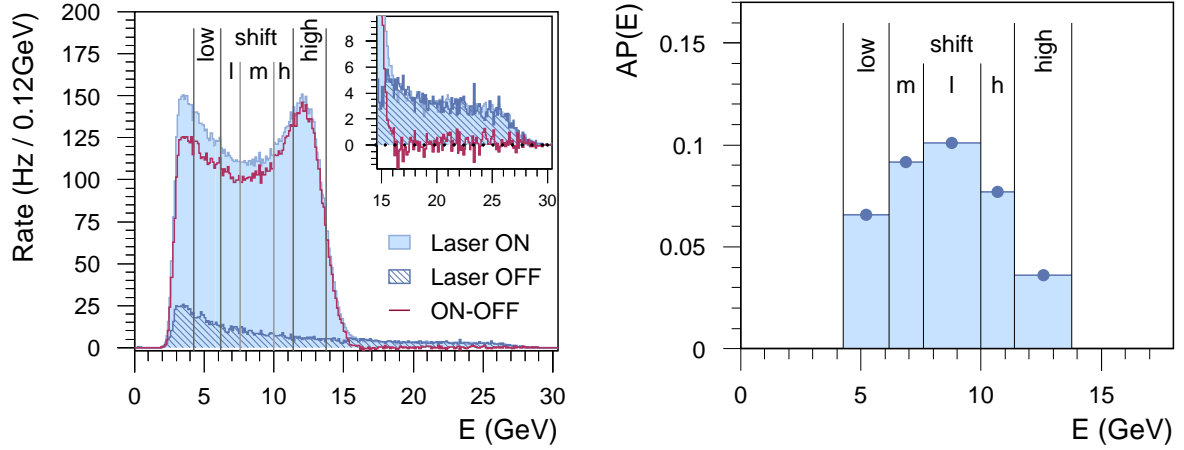 200
175
150
125
100
75
50
25
0
Rate (Hz / 0.12GeV)
low
shift
high
l
m
h
8
6
4
2
0
15
20
25
30
Laser ON
Laser OFF
ON-OFF
0
5
10
15
20
25
30
E (GeV)
AP(E)
0.15
0.1
0.05
0
low
shift
high
m
l
h
0
5
10
15
E (GeV)